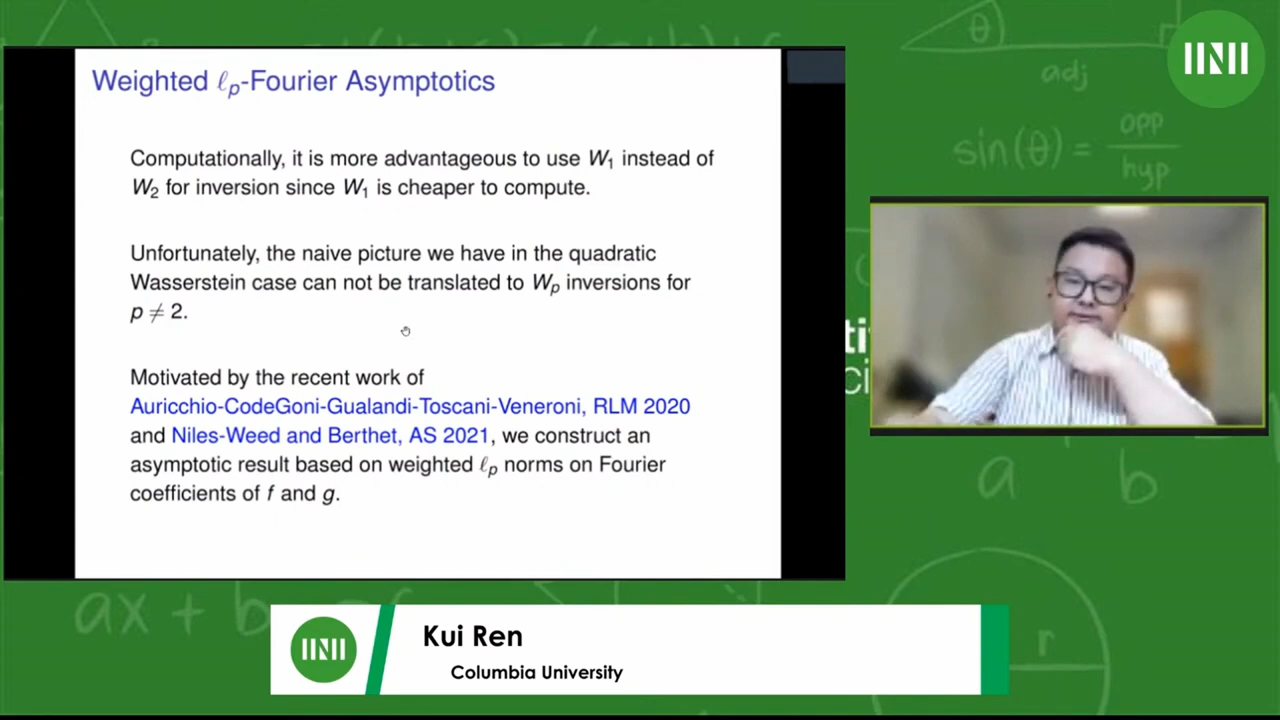 Weighted ℓp-Fourier Asymptotics
Computationally, it is more advantageous to use W1 instead of
W2 for inversion since W1 is cheaper to compute.
Unfortunately, the naive picture we have in the quadratic
Wasserstein case can not be translated to Wp inversions for
p ≠ 2.
Motivated by the recent work of
Auricchio-CodeGoni-Gualandi-Toscani-Veneroni, RLM 2020
and Niles-Weed and Berthet, AS 2021, we construct an
asymptotic result based on weighted ℓp norms on Fourier
coefficients of f and g.
θ
adj
sin(θ) = opp
hyp
a
b
r
ax + b
Kui Ren
Columbia University